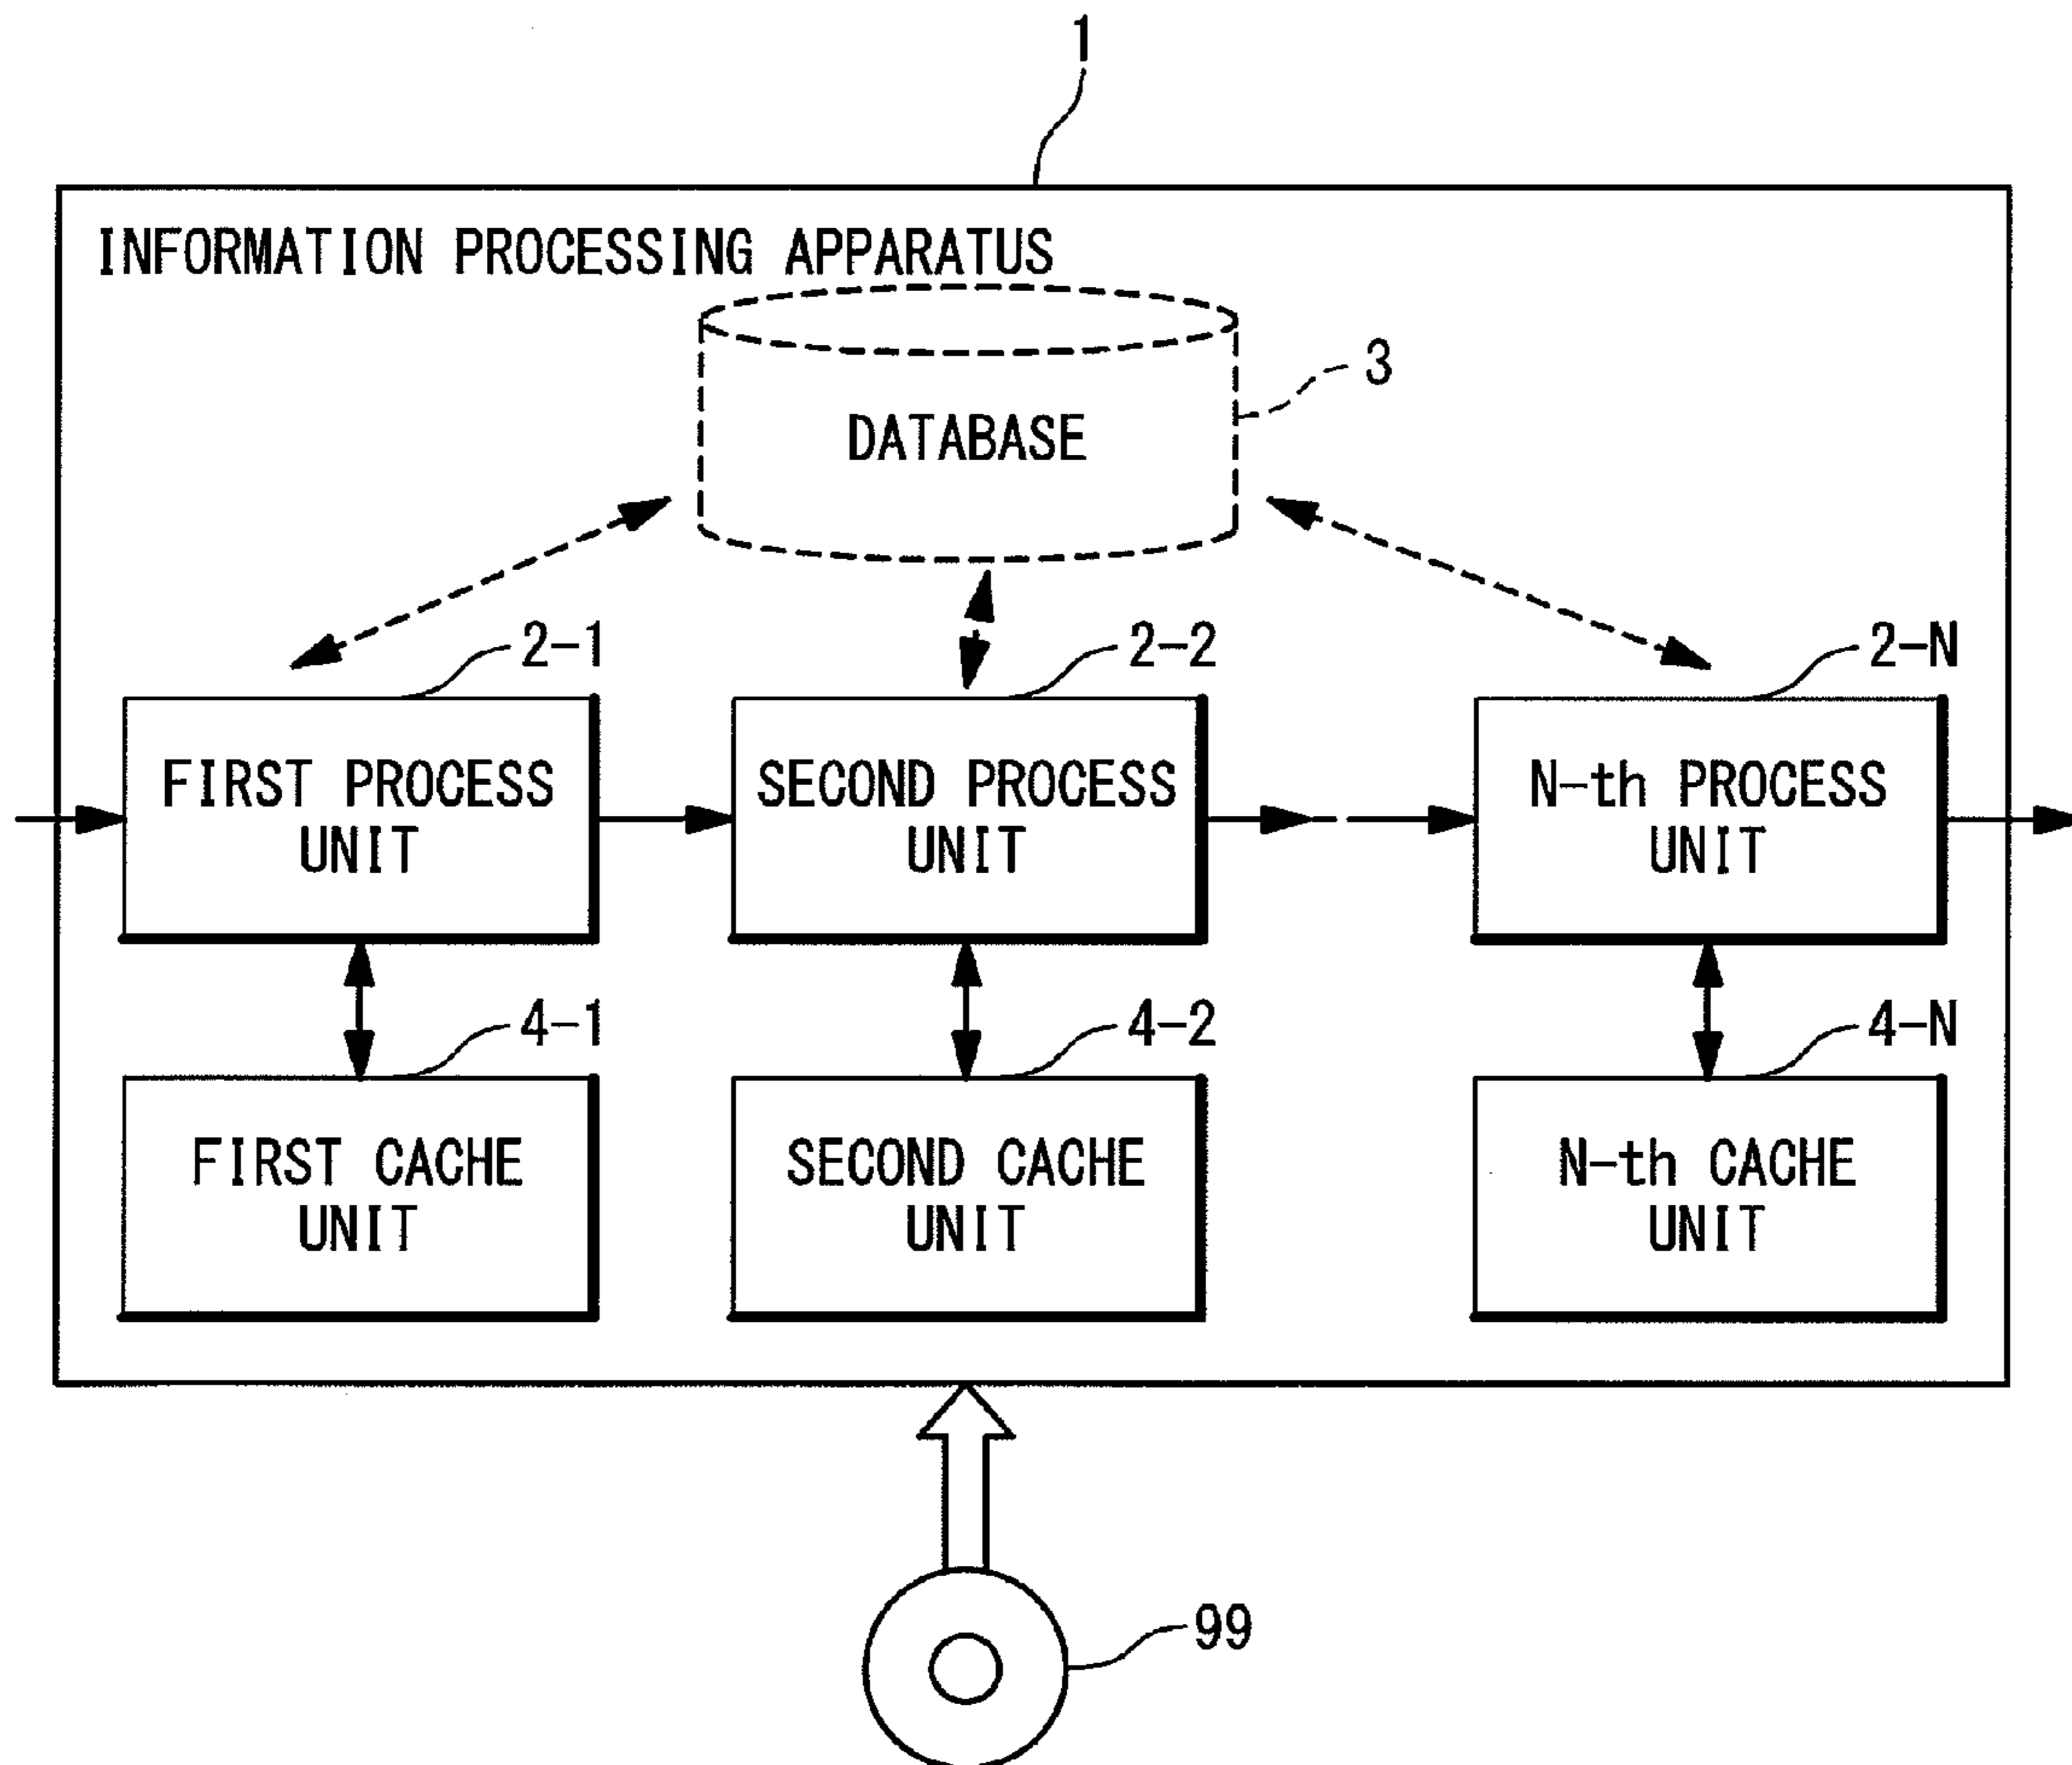 1
INFORMATION PROCESSING APPARATUS
3
DATABASE
2-1
2-2
2-N
FIRST PROCESS
UNIT
SECOND PROCESS
UNIT
N-th PROCESS
UNIT
4-1
4-2
4-N
FIRST CACHE
UNIT
SECOND CACHE
UNIT
N-th CACHE
UNIT
99